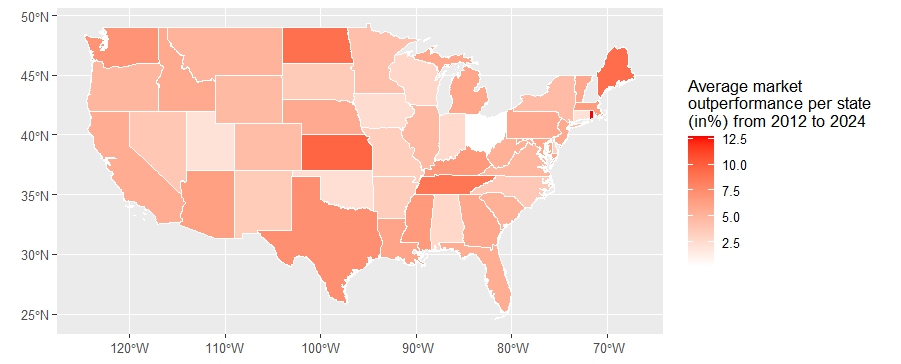 50°N
45°N
40°N
35°N
30°N
25°N
120°W
110°W
100°W
90°W
80°W
70°W
Average market
outperformance per state
(in%) from 2012 to 2024
12.5
10.0
7.5
5.0
2.5